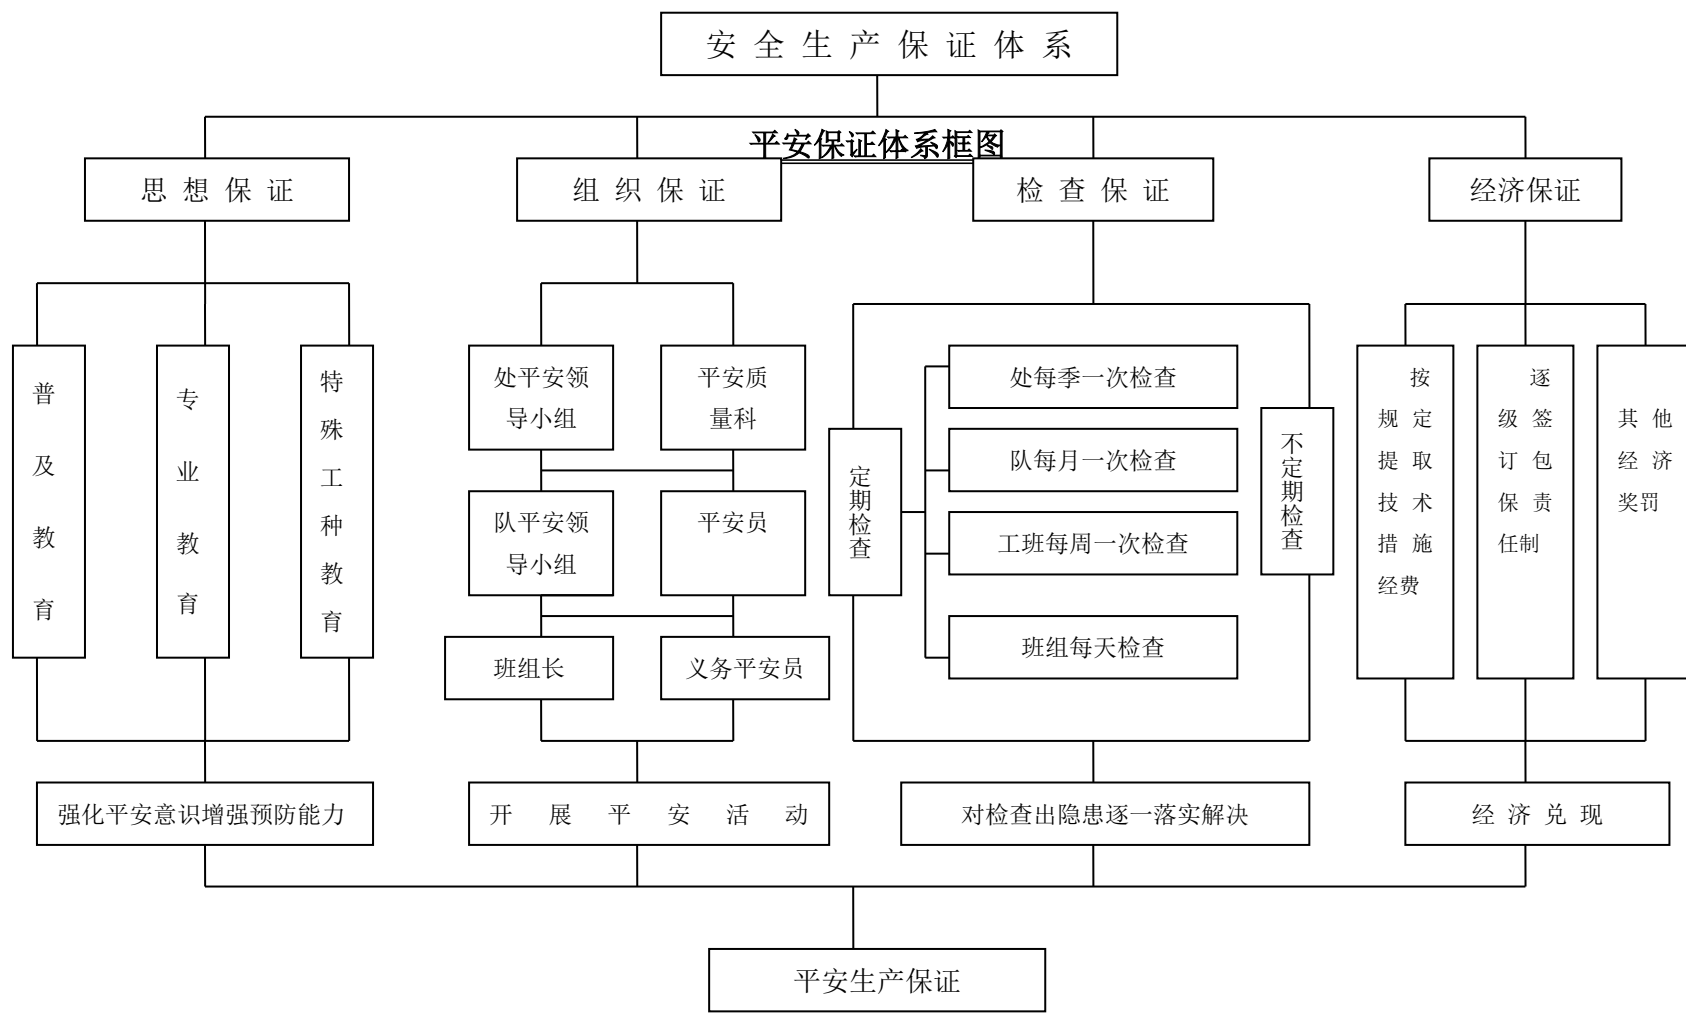 安全生产保证体系
平安保证体系框图
思想保证
组织保证
检查保证
经济保证
普及教育
专业教育
特殊工种教育
处平安领
导小组
平安质
量科
队平安领
导小组
平安员
班组长
义务平安员
定期检查
处每季一次检查
队每月一次检查
工班每周一次检查
班组每天检查
不定期检查
按
规定
提取
技术
措施
经费
逐
级签
订包
保责
任制
其他
经济
奖罚
强化平安意识增强预防能力
开展平安活动
对检查出隐患逐一落实解决
经济兑现
平安生产保证